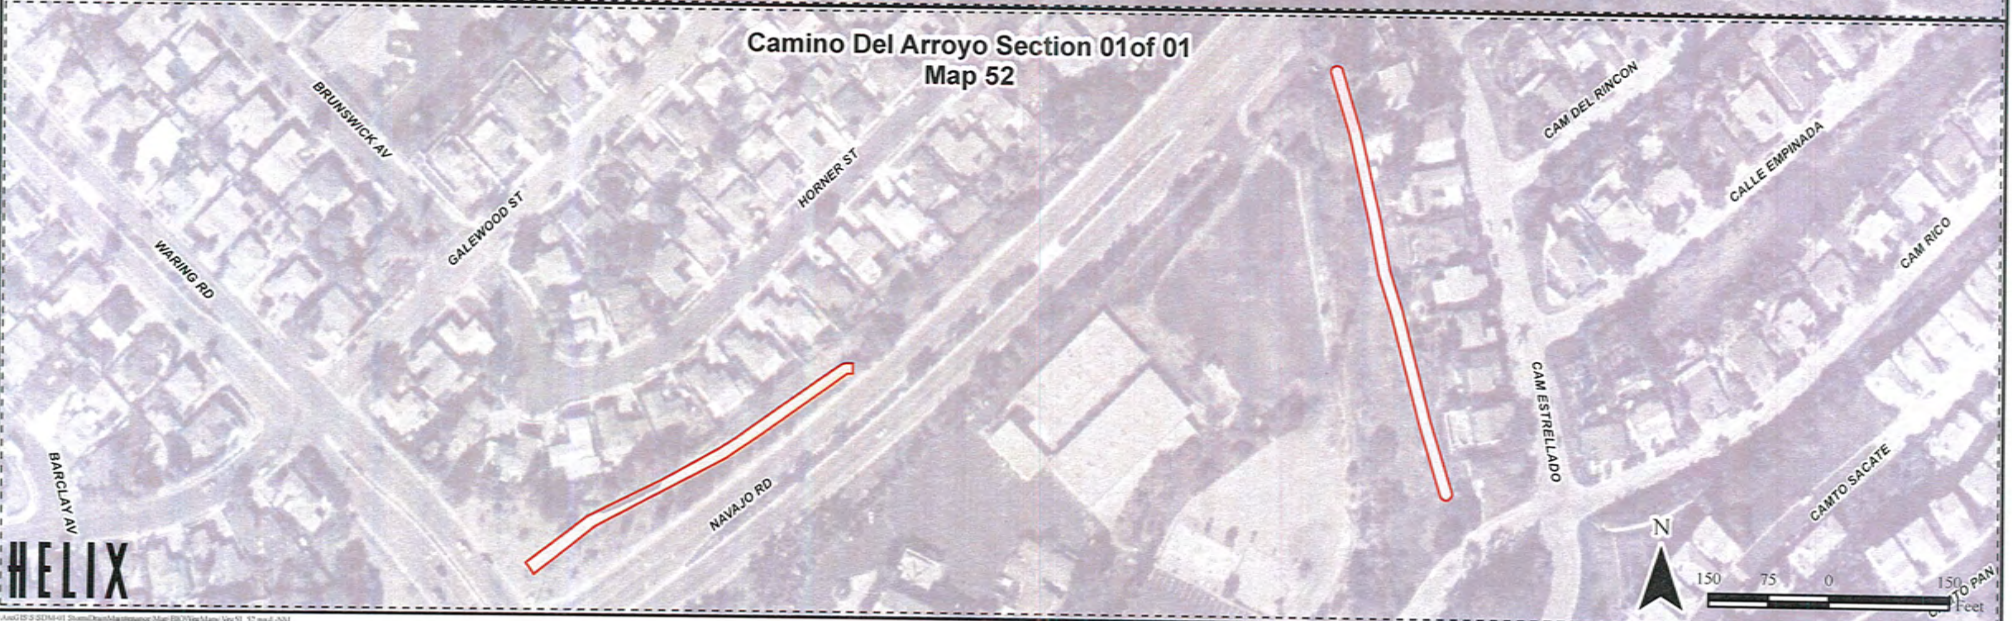 Camino Del Arroyo Section 01of 01
Map 52
BRUNSWICK AV
CAM DEL RINCON
CALLE EMPINADA
HORNER ST
GALEWOOD ST
WARING RD
CAM RICO
CAM ESTRELLADO
BARCLAY AV
NAVAJO RD
CAMTO SACATE
N
HELIX
150 75 0 150
Feet
TO PAN